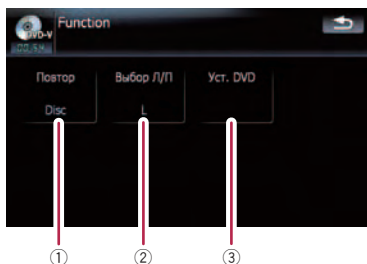 Function
DVD-V
Повтор
Выбор Л/П
Уст. DVD
Disc
L
① ② ③